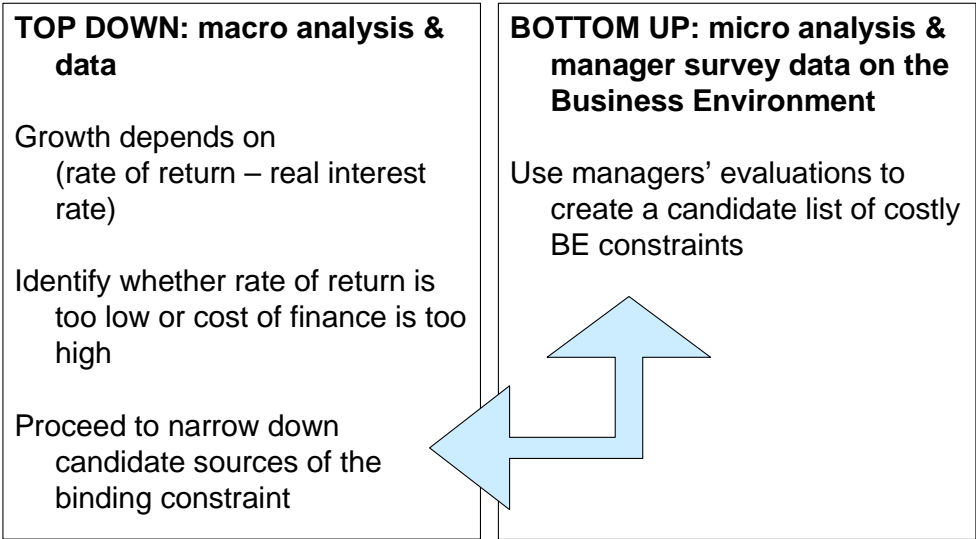 TOP DOWN: macro analysis &
data
Growth depends on
(rate of return – real interest
rate)
Identify whether rate of return is
too low or cost of finance is too
high
Proceed to narrow down
candidate sources of the
binding constraint
BOTTOM UP: micro analysis &
manager survey data on the
Business Environment
Use managers’ evaluations to
create a candidate list of costly
BE constraints